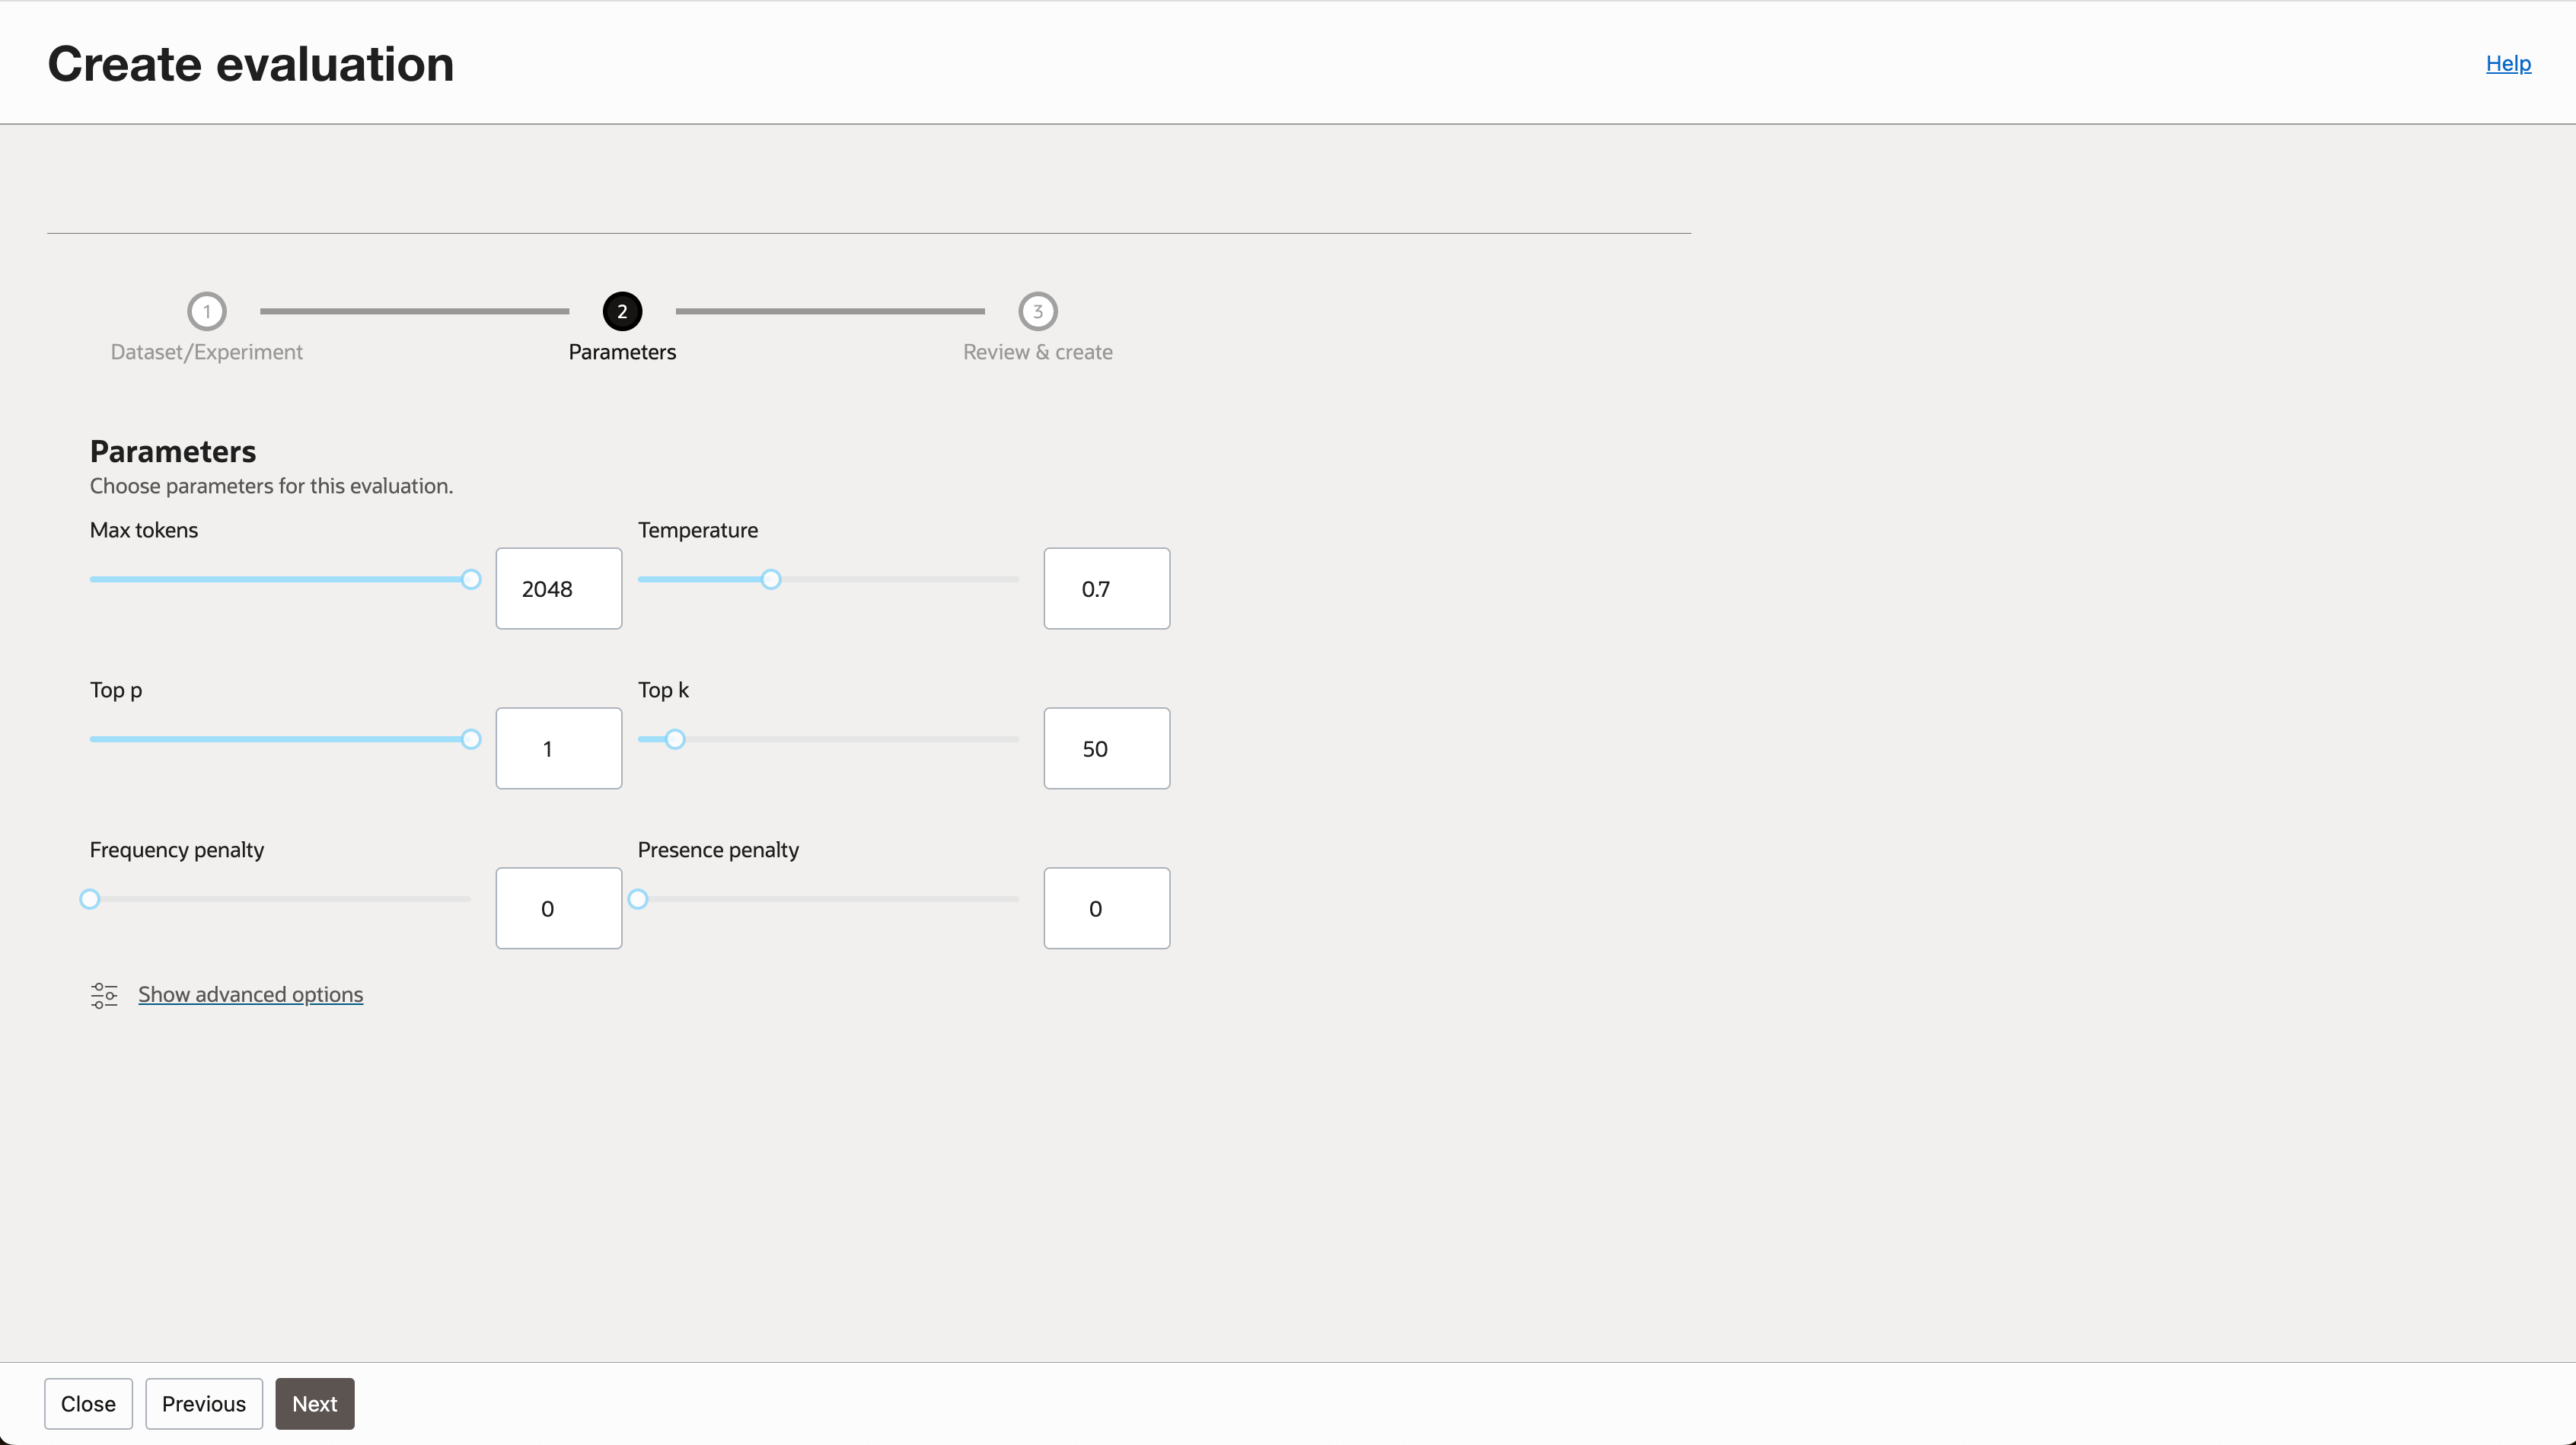 Create evaluation
Help
1
2
3
Dataset/Experiment
Parameters
Review & create
Parameters
Choose parameters for this evaluation.
Max tokens
2048
Temperature
0.7
Top p
1
Top k
50
Frequency penalty
0
Presence penalty
0
Show advanced options
Close
Previous
Next